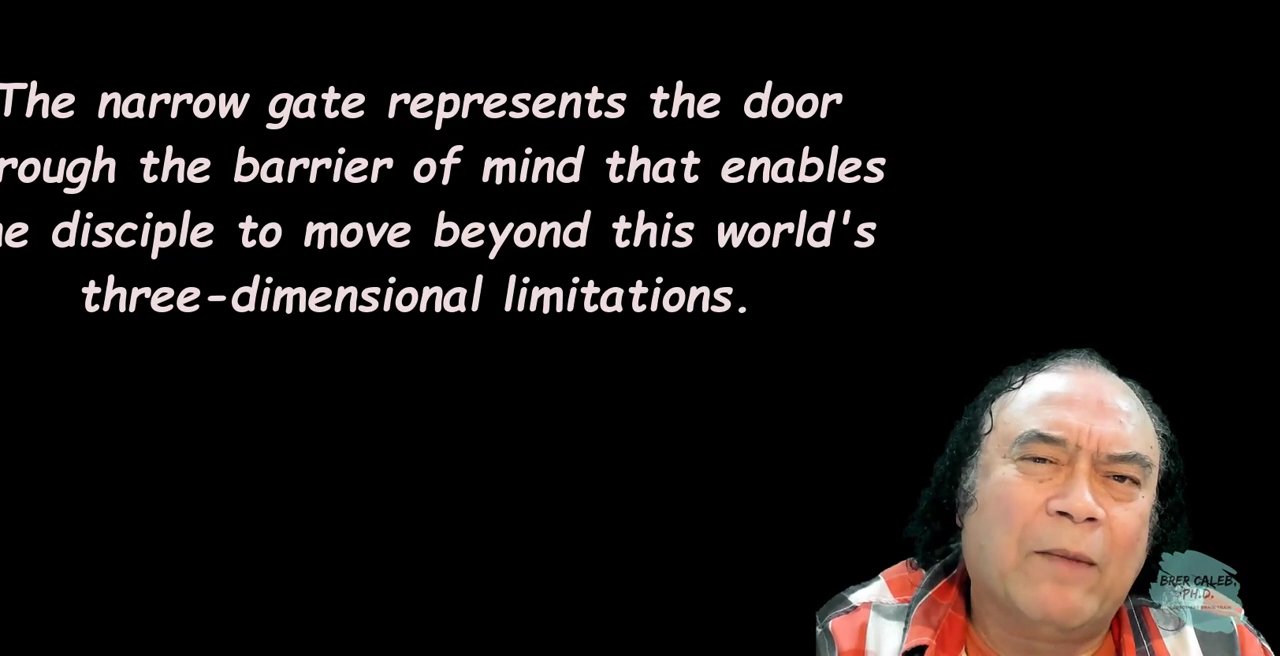 The narrow gate represents the door
rough the barrier of mind that enables
e disciple to move beyond this world's
three-dimensional limitations.
BRER CALEB,
PH.D.